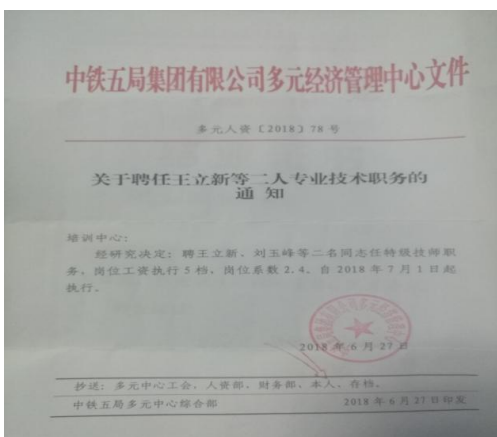 中铁五局集团有限公司多元经济管理中心文件
多元人资〔2018〕78号
关于聘任王立新等二人专业技术职务的
通知
培训中心：
经研究决定：聘王立新、刘玉峰等二名同志任特级技师职
务，岗位工资执行5档，岗位系数2.4。自2018年7月1日起
执行。
2018年6月27日
抄送：多元中心工会、人资部、财务部、本人、存档。
中铁五局多元中心综合部 2018年6月27日印发